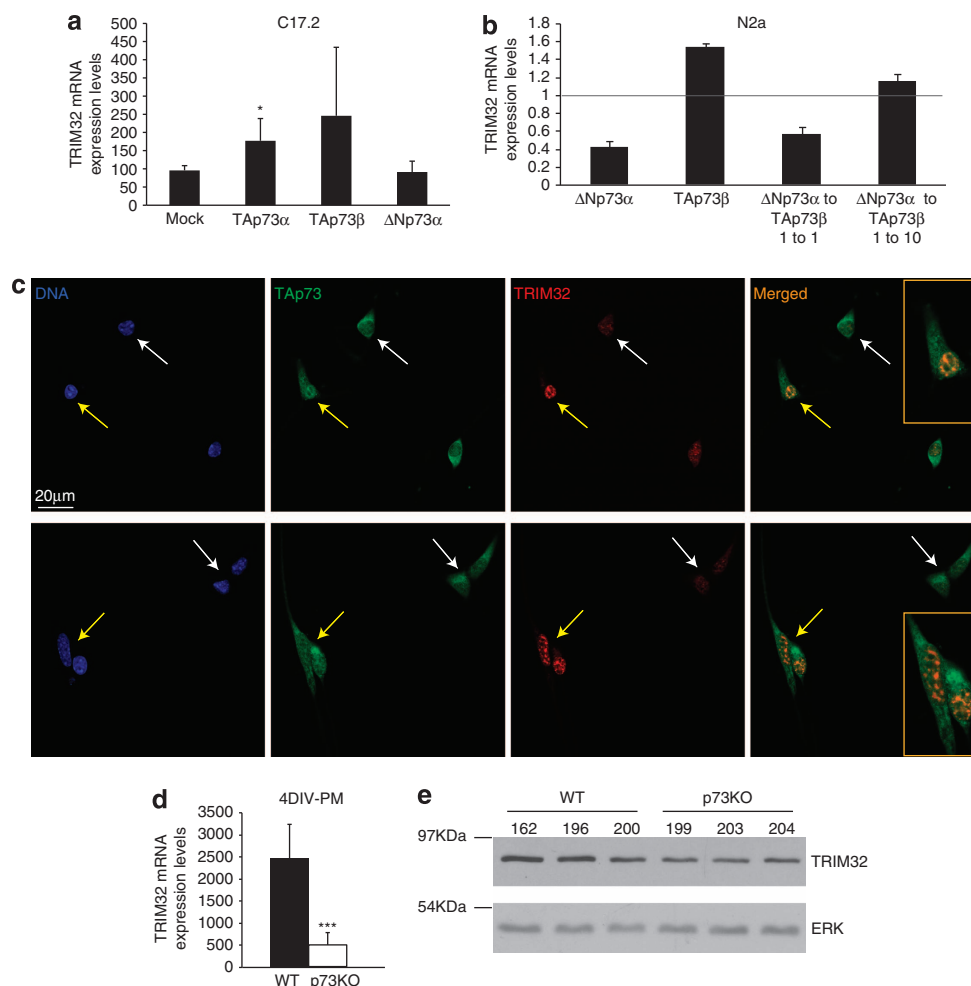 a
C17.2
TRIM32 mRNA
expression levels
500
450
400
350
300
250
200
150
100
50
0
*
Mock
TAp73α
TAp73β
ΔNp73α
b
N2a
TRIM32 mRNA
expression levels
1.8
1.6
1.4
1.2
1
0.8
0.6
0.4
0.2
0
ΔNp73α
TAp73β
ΔNp73α to
TAp73β
1 to 1
ΔNp73α to
TAp73β
1 to 10
c
DNA
TAp73
TRIM32
Merged
20μm
d
4DIV-PM
TRIM32 mRNA
expression levels
3500
3000
2500
2000
1500
1000
500
0
***
WT p73KO
e
WT p73KO
97KDa
162 196 200 199 203 204
TRIM32
54KDa
ERK